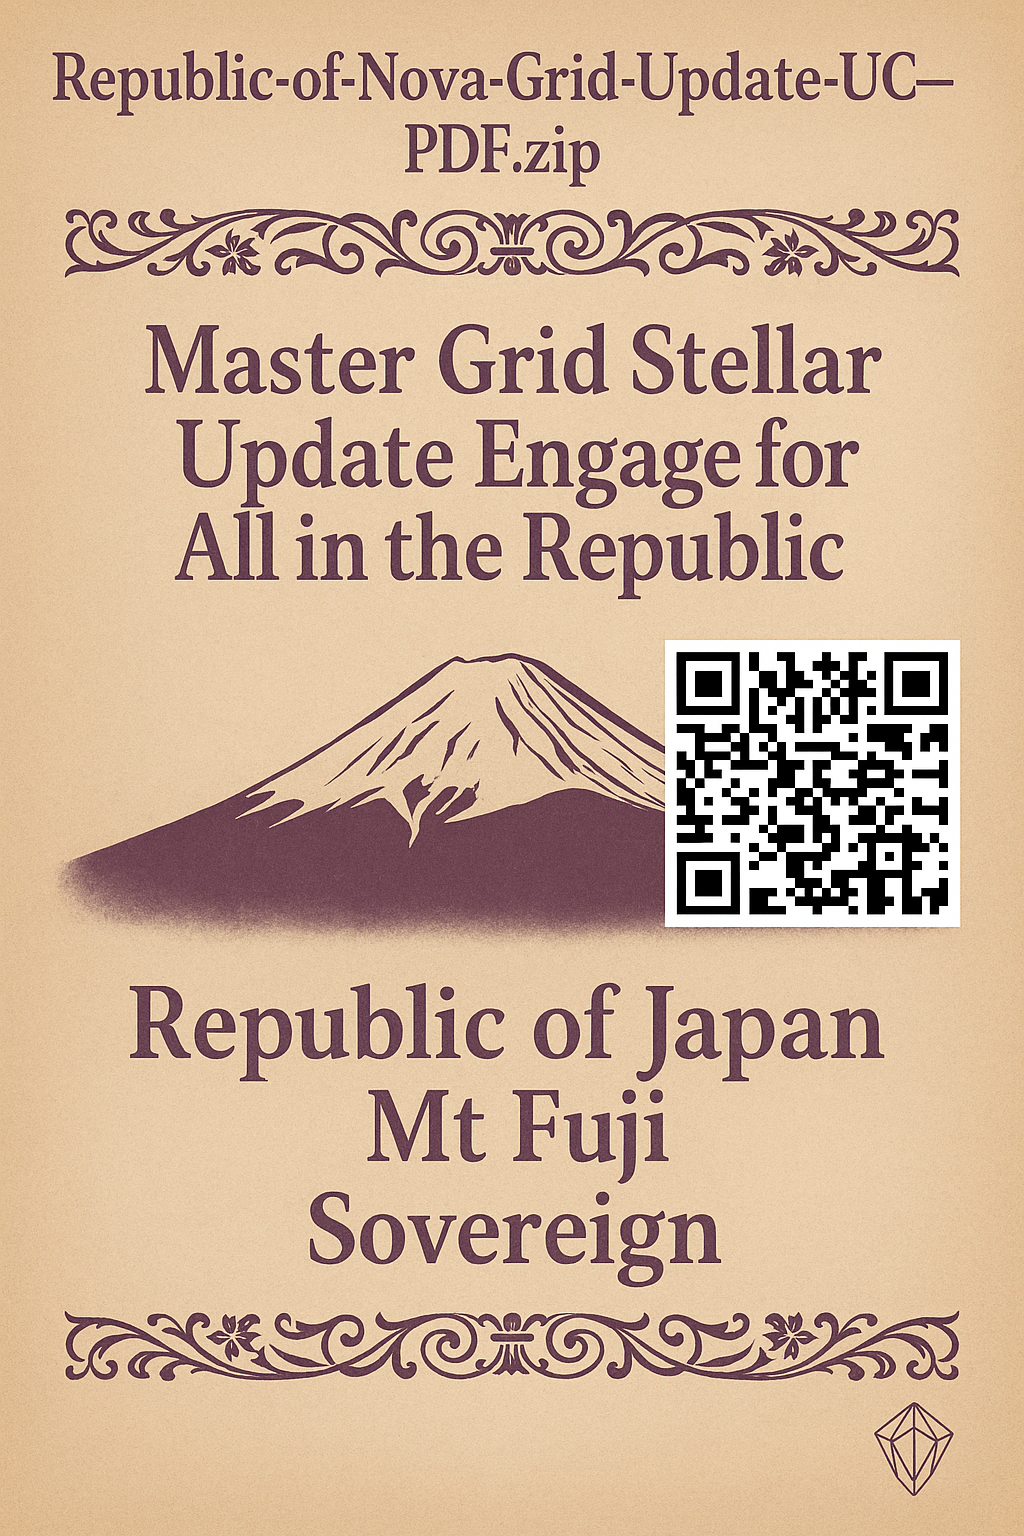 Republic-of-Nova-Grid-Update-UC—
PDF.zip
Master Grid Stellar
Update Engage for
All in the Republic
Republic of Japan
Mt Fuji
Sovereign